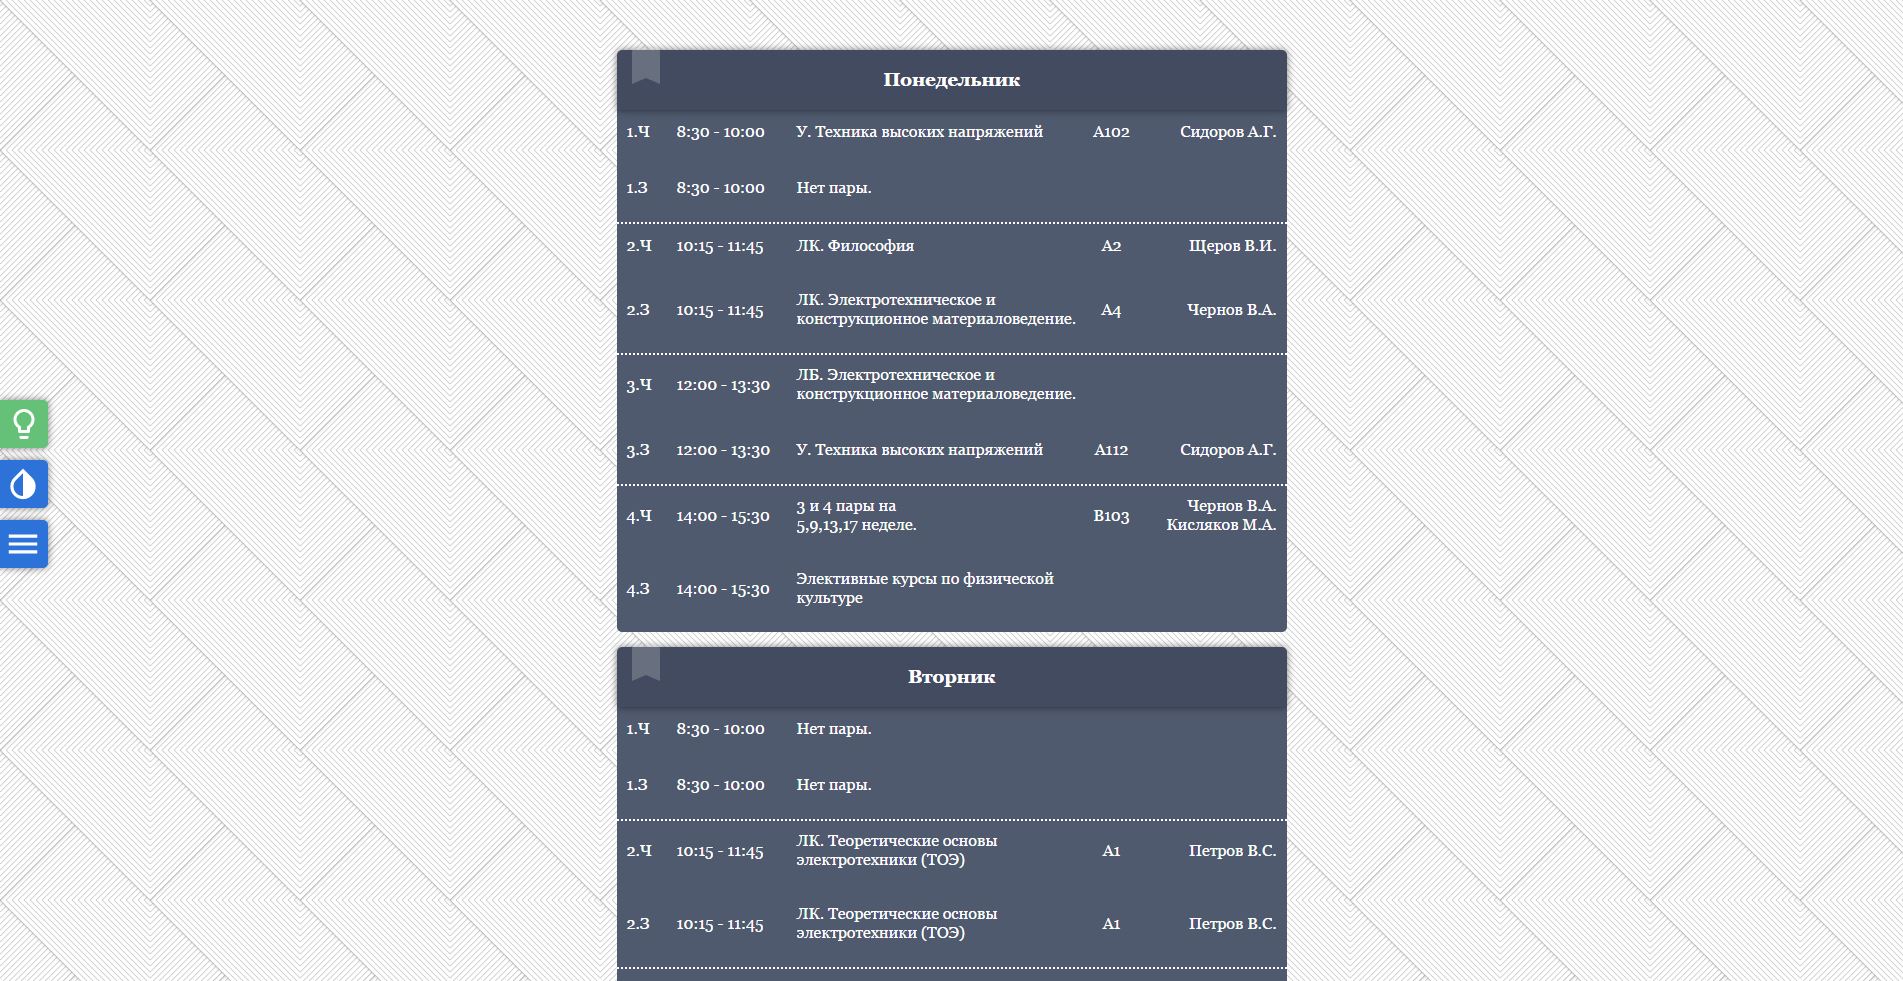 Понедельник
1.Ч 8:30 - 10:00 У. Техника высоких напряжений А102 Сидоров А.Г.
1.З 8:30 - 10:00 Нет пары.
2.Ч 10:15 - 11:45 ЛК. Философия А2 Щеров В.И.
2.З 10:15 - 11:45 ЛК. Электротехническое и
конструкционное материаловедение. А4 Чернов В.А.
3.Ч 12:00 - 13:30 ЛБ. Электротехническое и
конструкционное материаловедение.
3.З 12:00 - 13:30 У. Техника высоких напряжений А112 Сидоров А.Г.
4.Ч 14:00 - 15:30 3 и 4 пары на
5,9,13,17 неделе. В103 Чернов В.А.
Кисляков М.А.
4.З 14:00 - 15:30 Элективные курсы по физической
культуре
Вторник
1.Ч 8:30 - 10:00 Нет пары.
1.З 8:30 - 10:00 Нет пары.
2.Ч 10:15 - 11:45 ЛК. Теоретические основы
электротехники (ТОЭ) А1 Петров В.С.
2.З 10:15 - 11:45 ЛК. Теоретические основы
электротехники (ТОЭ) А1 Петров В.С.